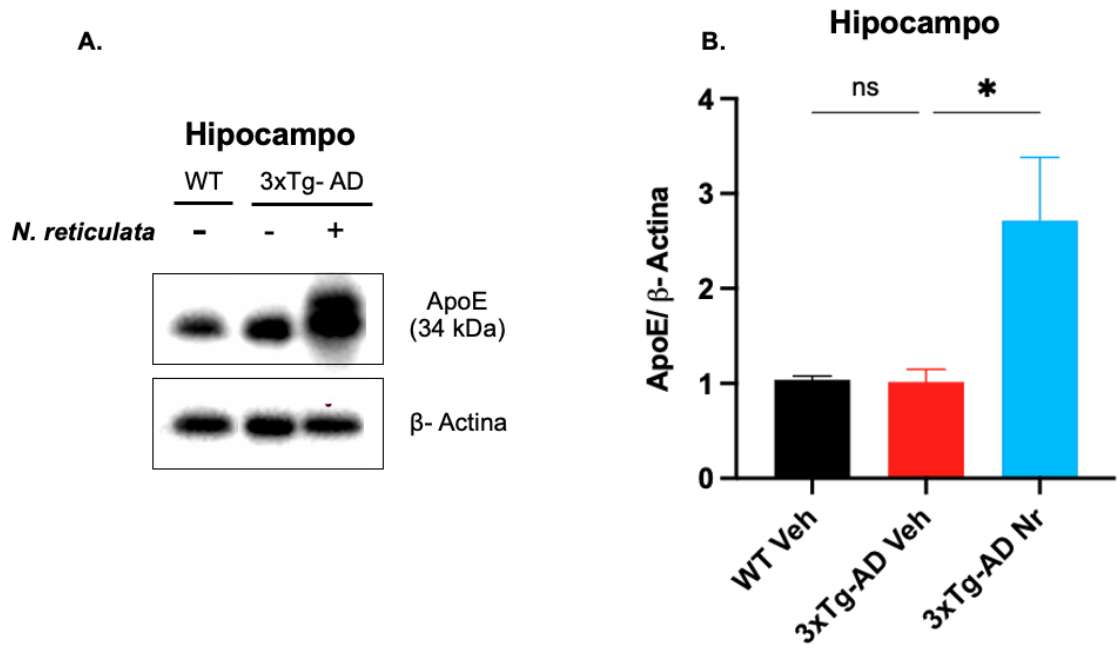 A.
Hipocampo
WT 3xTg- AD
N. reticulata - - +
ApoE
(34 kDa)
β- Actina
B.
Hipocampo
ns *
ApoE/ β- Actina
4
3
2
1
0
WT Veh
3xTg-AD Veh
3xTg-AD Nr